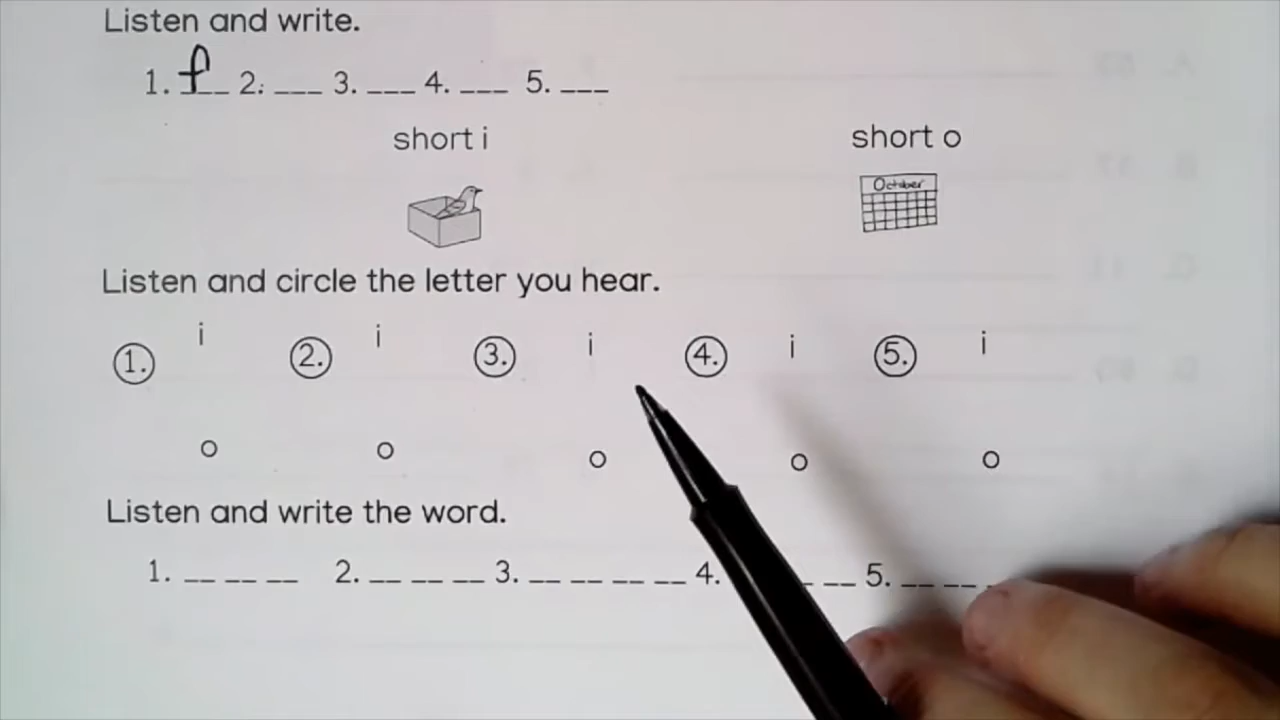 Listen and write.
1. f 2. ___ 3. ___ 4. ___ 5. ___
short i short o
October
Listen and circle the letter you hear.
1. i 2. i 3. i 4. i 5. i
o o o o o
Listen and write the word.
1. __ __ __ 2. __ __ __ 3. __ __ __ __ 4. __ __ 5. __ __ __